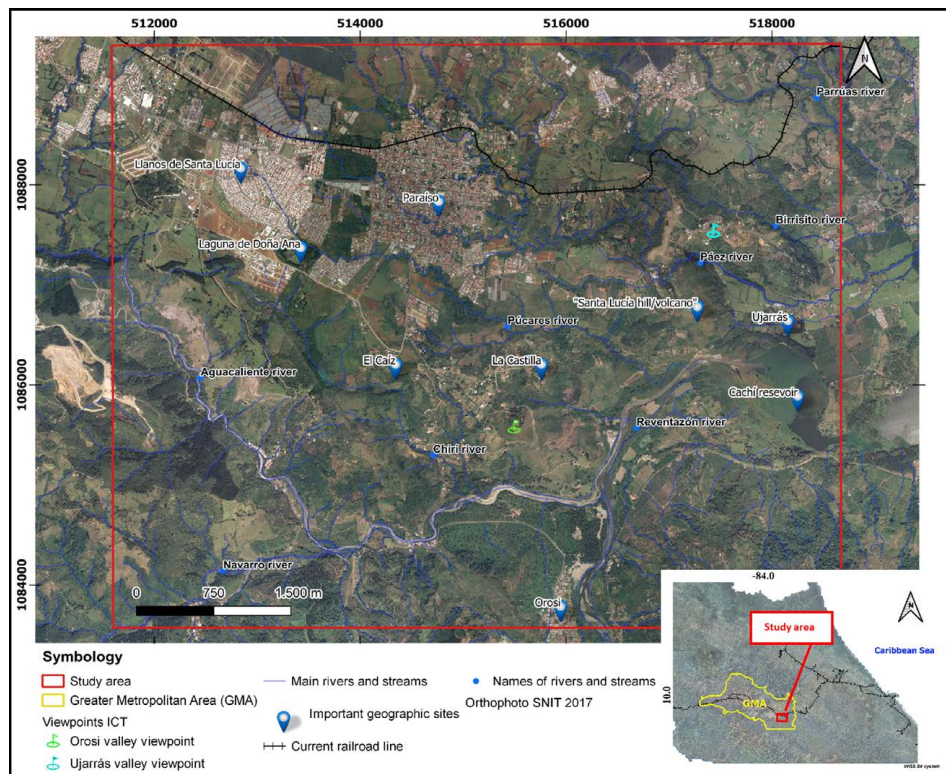 512000
514000
516000
518000
N
Parrúas river
1088000
Llanos de Santa Lucía
Paraíso
Birrisito river
Laguna de Doña Ana
Páez river
"Santa Lucía hill/volcano"
Púcares river
Ujarrás
1086000
El Caíz
La Castilla
Aguacaliente river
Cachí resevoir
Reventazón river
Chirí river
1084000
Navarro river
0 750 1.500 m
Orosi
-84.0
N
Study area
Caribbean Sea
10.0
GMA
Symbology
Study area
Greater Metropolitan Area (GMA)
Viewpoints ICT
Orosi valley viewpoint
Ujarrás valley viewpoint
Main rivers and streams
Important geographic sites
Current railroad line
Names of rivers and streams
Orthophoto SNIT 2017